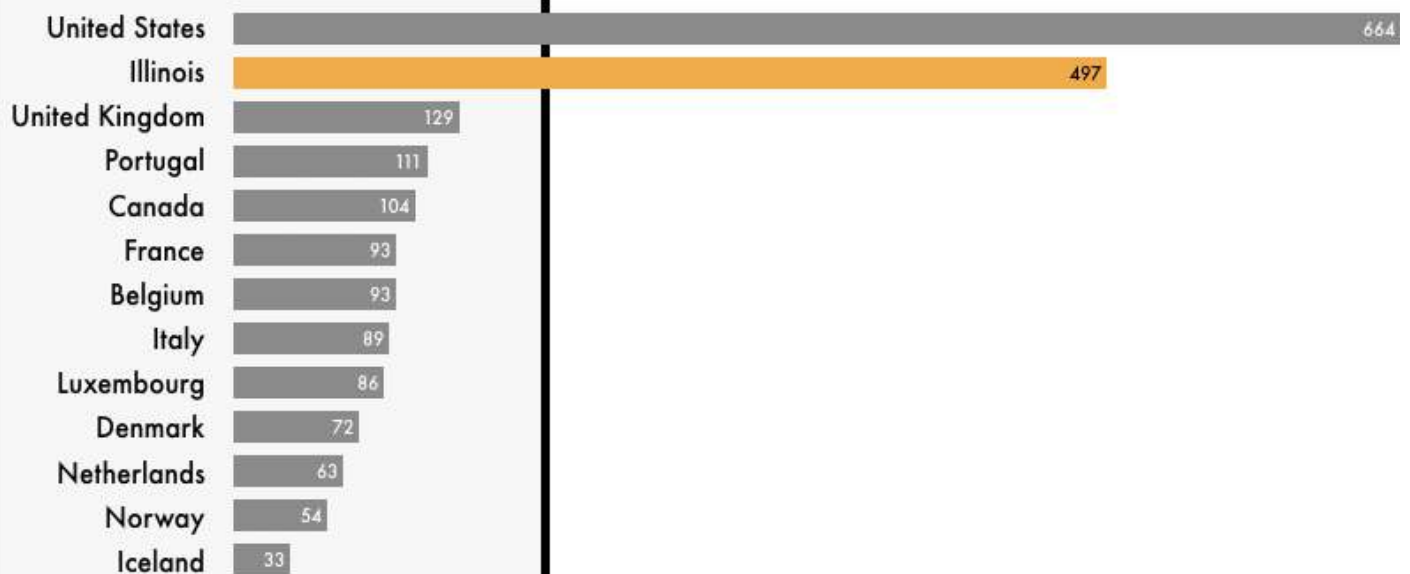 United States 664
Illinois 497
United Kingdom 129
Portugal 111
Canada 104
France 93
Belgium 93
Italy 89
Luxembourg 86
Denmark 72
Netherlands 63
Norway 54
Iceland 33